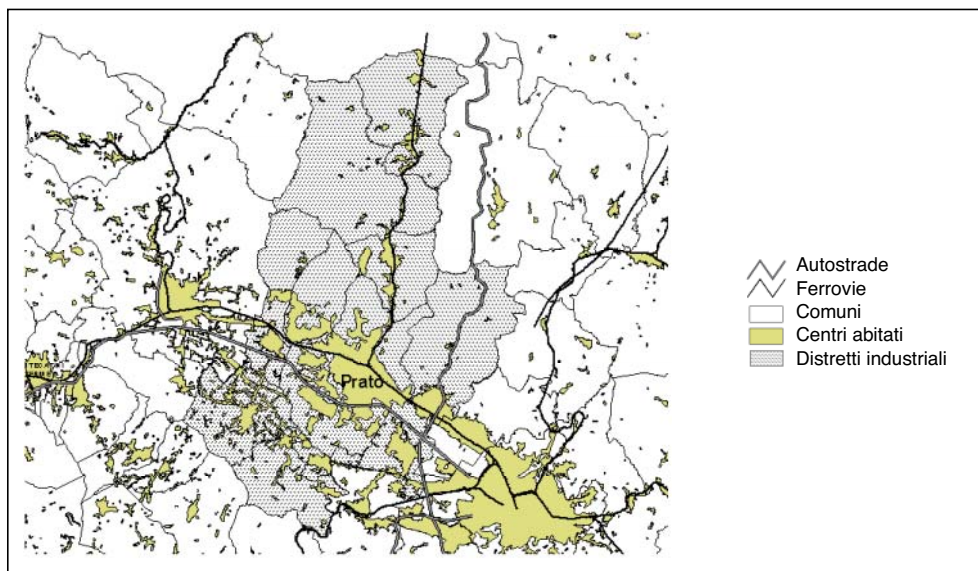 Prato
Autostrade
Ferrovie
Comuni
Centri abitati
Distretti industriali